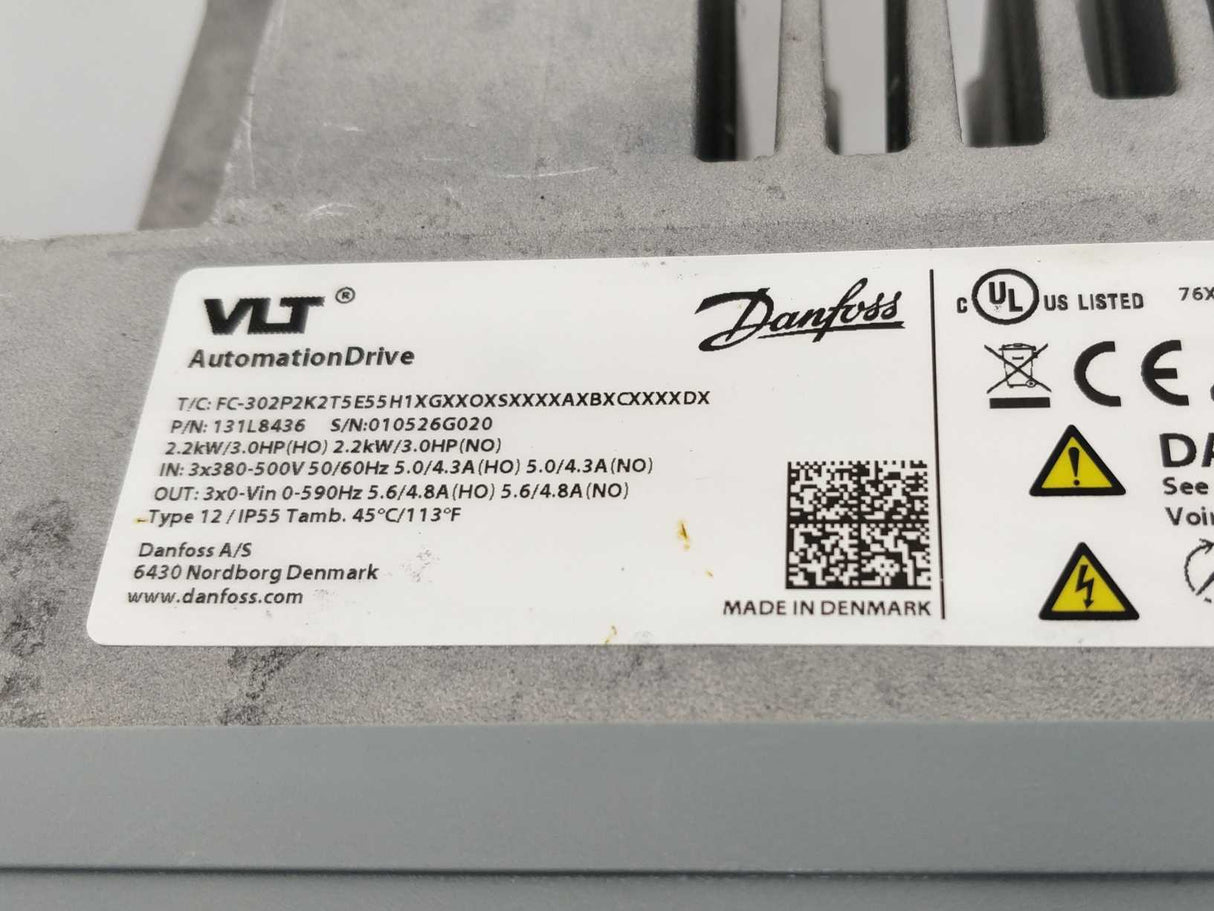 VLT®
Danfoss
AutomationDrive
T/C: FC-302P2K2T5E55H1XGXXOXSXXXXAXBXCXXXXDX
P/N: 131L8436 S/N:010526G020
2.2kW/3.0HP(HO) 2.2kW/3.0HP(NO)
IN: 3x380-500V 50/60Hz 5.0/4.3A(HO) 5.0/4.3A(NO)
OUT: 3x0-Vin 0-590Hz 5.6/4.8A(HO) 5.6/4.8A(NO)
Type 12 / IP55 Tamb. 45°C/113°F
Danfoss A/S
6430 Nordborg Denmark
www.danfoss.com
MADE IN DENMARK
C UL US LISTED 76X
CE
See